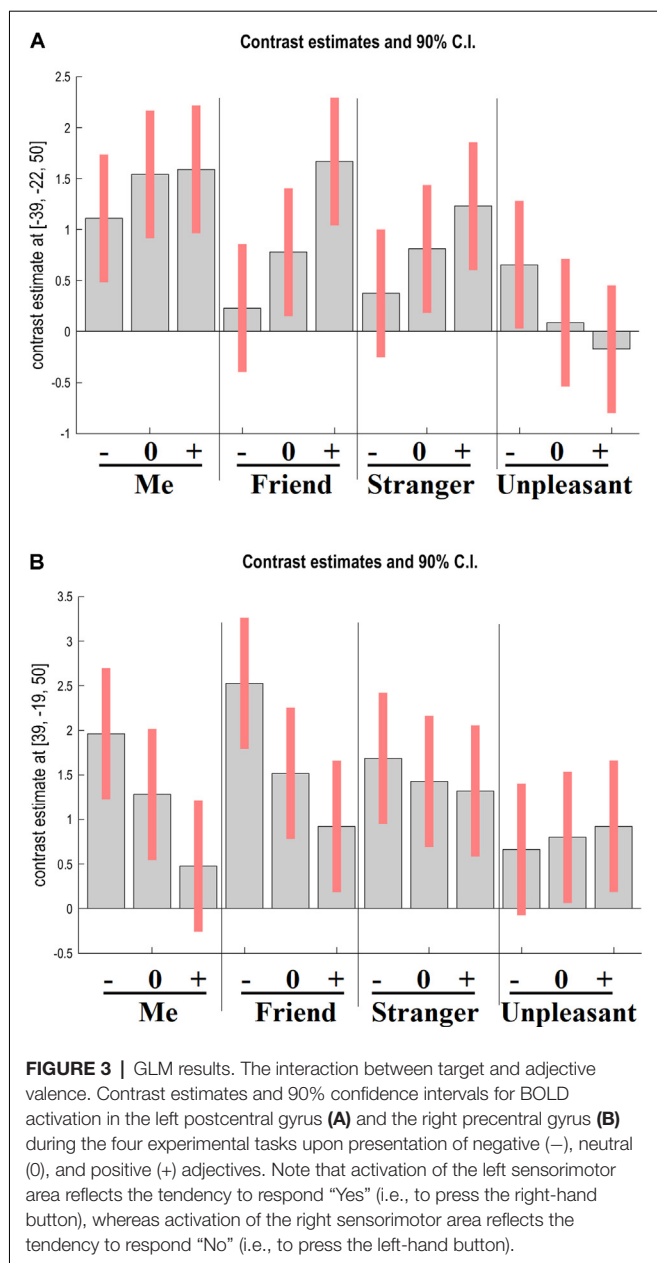 A
Contrast estimates and 90% C.I.
contrast estimate at [-39, -22, 50]
2.5
2
1.5
1
0.5
0
-0.5
-1
- 0 + - 0 + - 0 + - 0 +
Me Friend Stranger Unpleasant
B
Contrast estimates and 90% C.I.
contrast estimate at [39, -19, 50]
3.5
3
2.5
2
1.5
1
0.5
0
-0.5
- 0 + - 0 + - 0 + - 0 +
Me Friend Stranger Unpleasant
FIGURE 3 | GLM results. The interaction between target and adjective
valence. Contrast estimates and 90% confidence intervals for BOLD
activation in the left postcentral gyrus (A) and the right precentral gyrus (B)
during the four experimental tasks upon presentation of negative (−), neutral
(0), and positive (+) adjectives. Note that activation of the left sensorimotor
area reflects the tendency to respond “Yes” (i.e., to press the right-hand
button), whereas activation of the right sensorimotor area reflects the
tendency to respond “No” (i.e., to press the left-hand button).